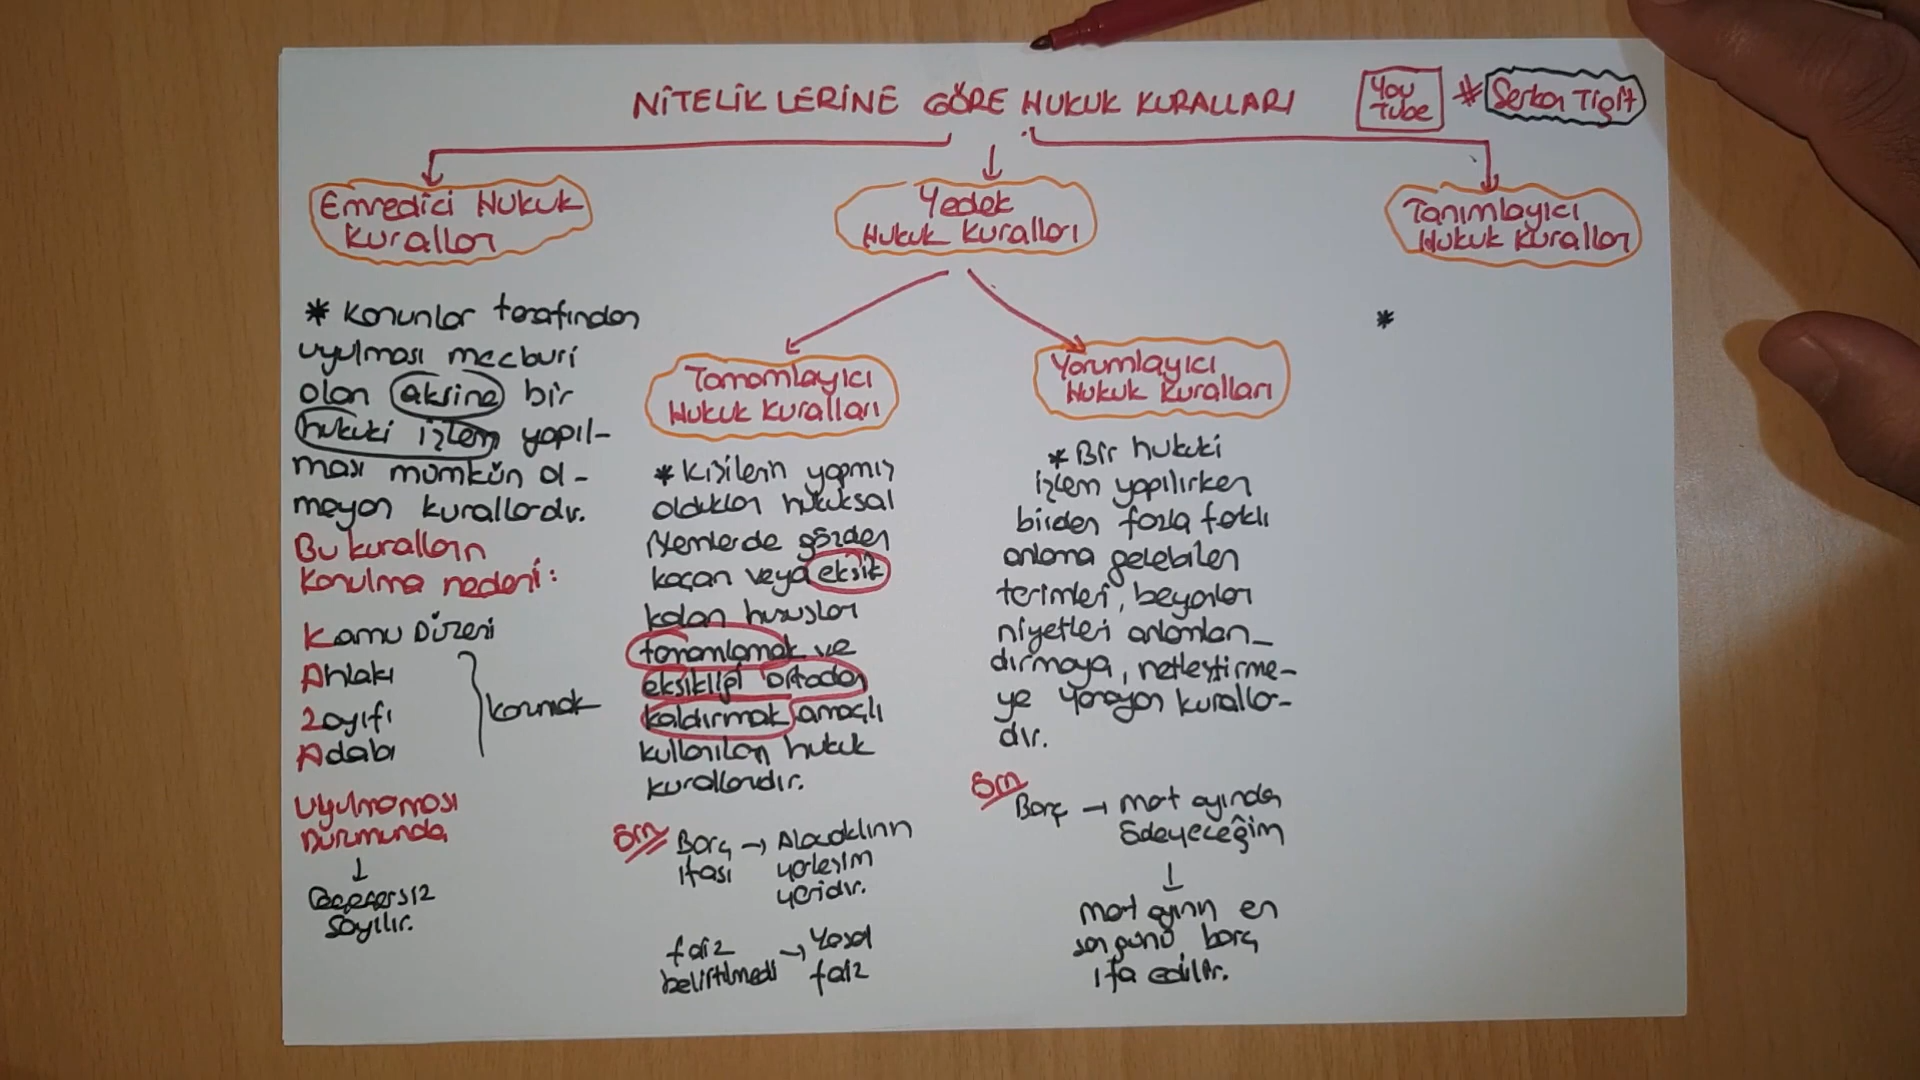 NİTELİKLERİNE GÖRE HUKUK KURALLARI
You
Tube
* Serkan Tigit
Emredici Hukuk
Kuralları
* Kanunlar tarafından
uyulması mecburi
olan aksine bir
hukuki işlem yapıl-
ması mümkün ol-
mayan kurallardır.
Bu kuralların
Konulma nedeni:
Kamu Düzeni
Ahlakı
Zayıfı
Adabı
korumak
Uyulmaması
Durmunda
↓
Geçersiz
Sayılır.
Yedek
Hukuk Kuralları
Tamamlayıcı
Hukuk Kuralları
* Kişilerin yapmış
oldukları hukuksal
işlemlerde gözden
kaçan veya eksik
kalan hususları
tamamlamak ve
eksikliği ortadan
kaldırmak amaçlı
kullanılan hukuk
kurallarıdır.
Örn
Borç → Alacaklının
ifası yerleşim
yeridir.
faiz → Yasal
belirtilmedi faiz
Yorumlayıcı
Hukuk Kuralları
* Bir hukuki
işlem yapılırken
birden fazla farklı
anlama gelebilen
terimleri, beyanları
niyetleri anlamlan-
dırmaya, netleştirme-
ye yarayan kurallar-
dır.
Örn
Borç → mart ayında
ödeyeceğim
↓
mart ayının en
son günü borç
ifa edilir.
Tanımlayıcı
Hukuk Kuralları
*